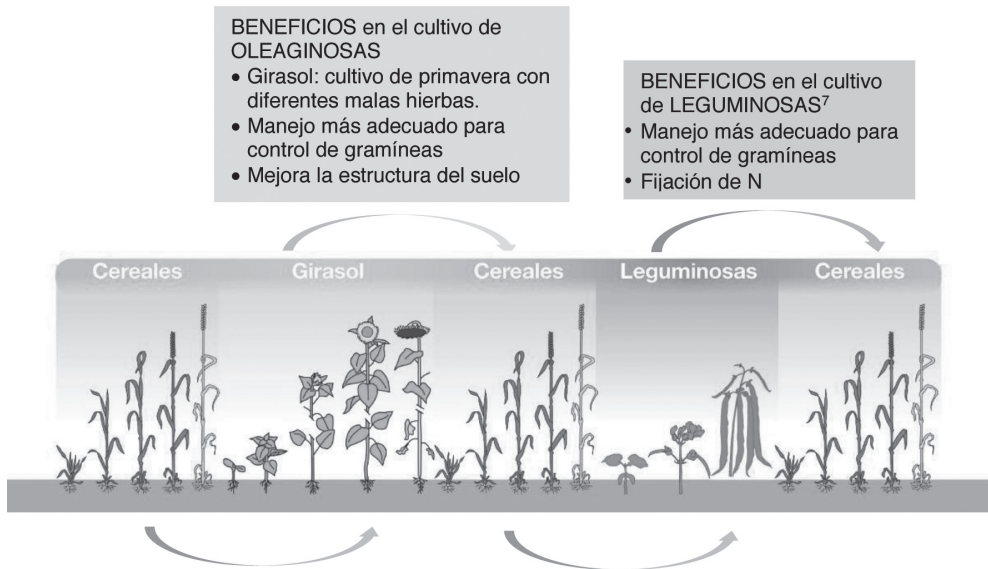 BENEFICIOS en el cultivo de
OLEAGINOSAS
• Girasol: cultivo de primavera con
diferentes malas hierbas.
• Manejo más adecuado para
control de gramíneas
• Mejora la estructura del suelo
BENEFICIOS en el cultivo
de LEGUMINOSAS⁷
• Manejo más adecuado para
control de gramíneas
• Fijación de N
Cereales Girasol Cereales Leguminosas Cereales